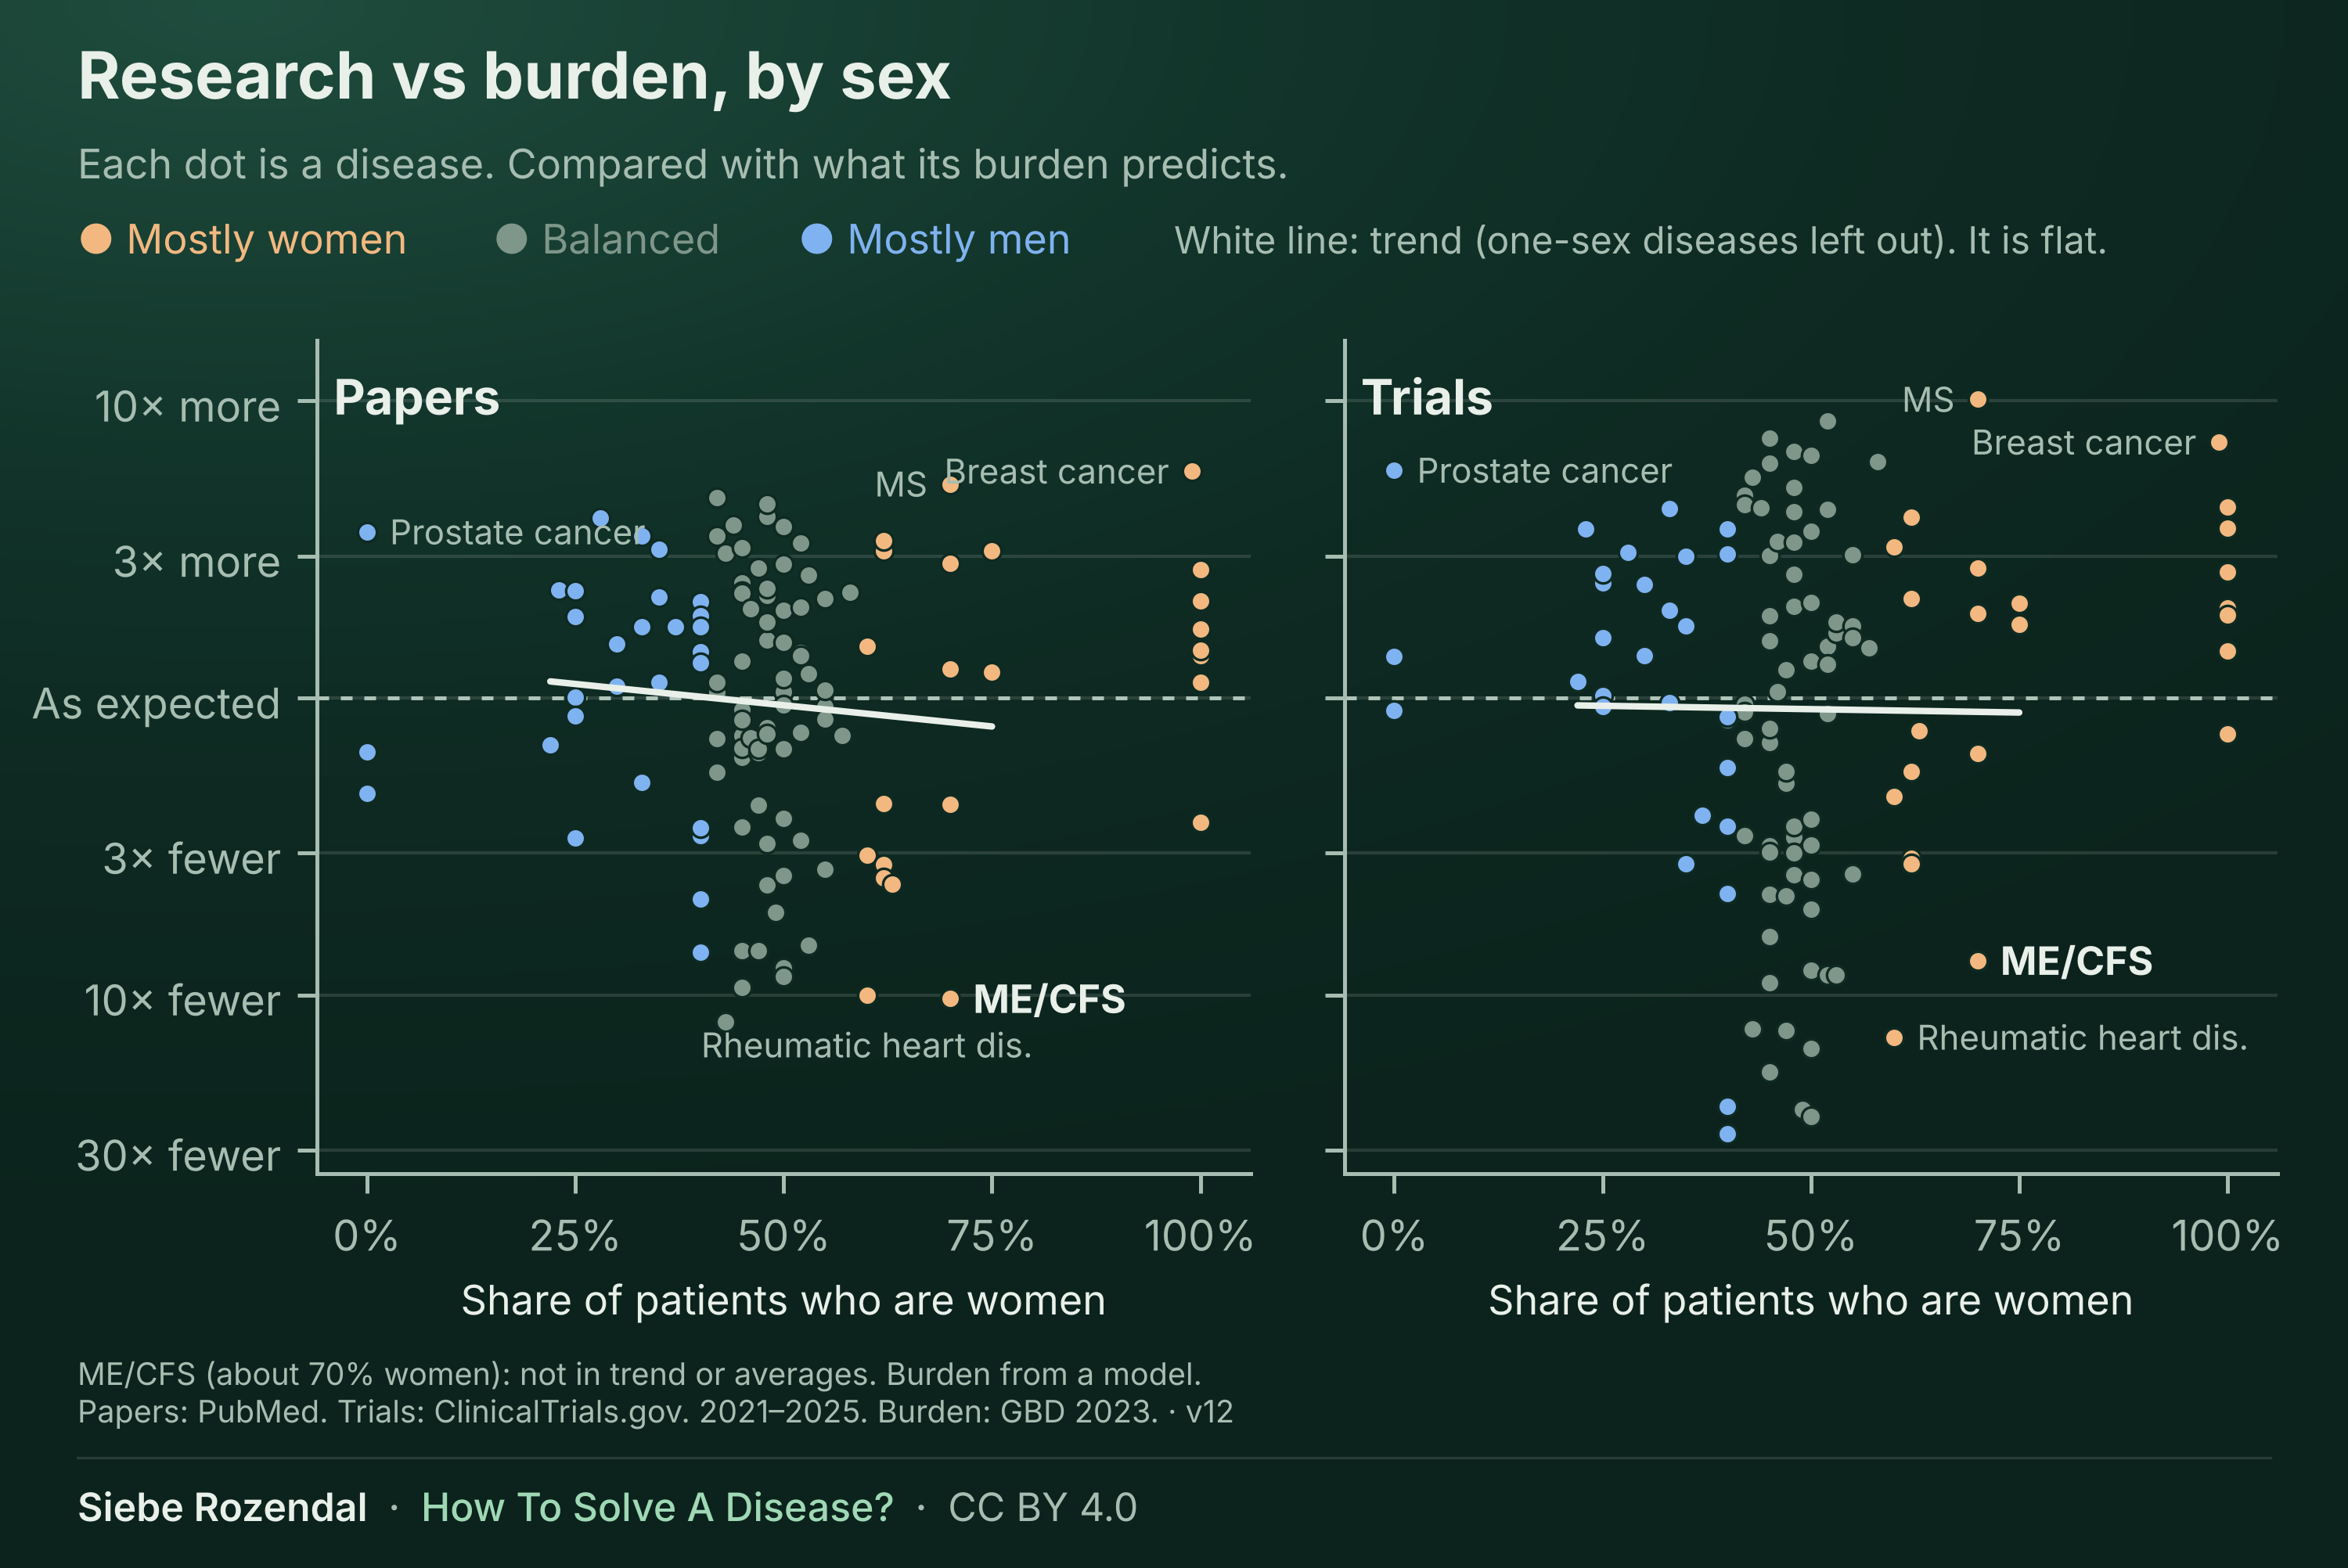 Research vs burden, by sex
Each dot is a disease. Compared with what its burden predicts.
Mostly women
Balanced
Mostly men
White line: trend (one-sex diseases left out). It is flat.
Papers
10× more
3× more
As expected
3× fewer
10× fewer
30× fewer
MS
Breast cancer
Prostate cancer
ME/CFS
Rheumatic heart dis.
0% 25% 50% 75% 100%
Share of patients who are women
Trials
MS
Breast cancer
Prostate cancer
ME/CFS
Rheumatic heart dis.
0% 25% 50% 75% 100%
Share of patients who are women
ME/CFS (about 70% women): not in trend or averages. Burden from a model.
Papers: PubMed. Trials: ClinicalTrials.gov. 2021–2025. Burden: GBD 2023. · v12
Siebe Rozendal · How To Solve A Disease? · CC BY 4.0